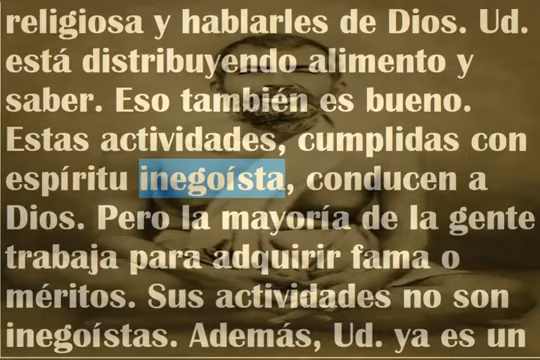 religiosa y hablarles de Dios. Ud.
está distribuyendo alimento y
saber. Eso también es bueno.
Estas actividades, cumplidas con
espíritu inegoísta, conducen a
Dios. Pero la mayoría de la gente
trabaja para adquirir fama o
méritos. Sus actividades no son
inegoístas. Además, Ud. ya es un